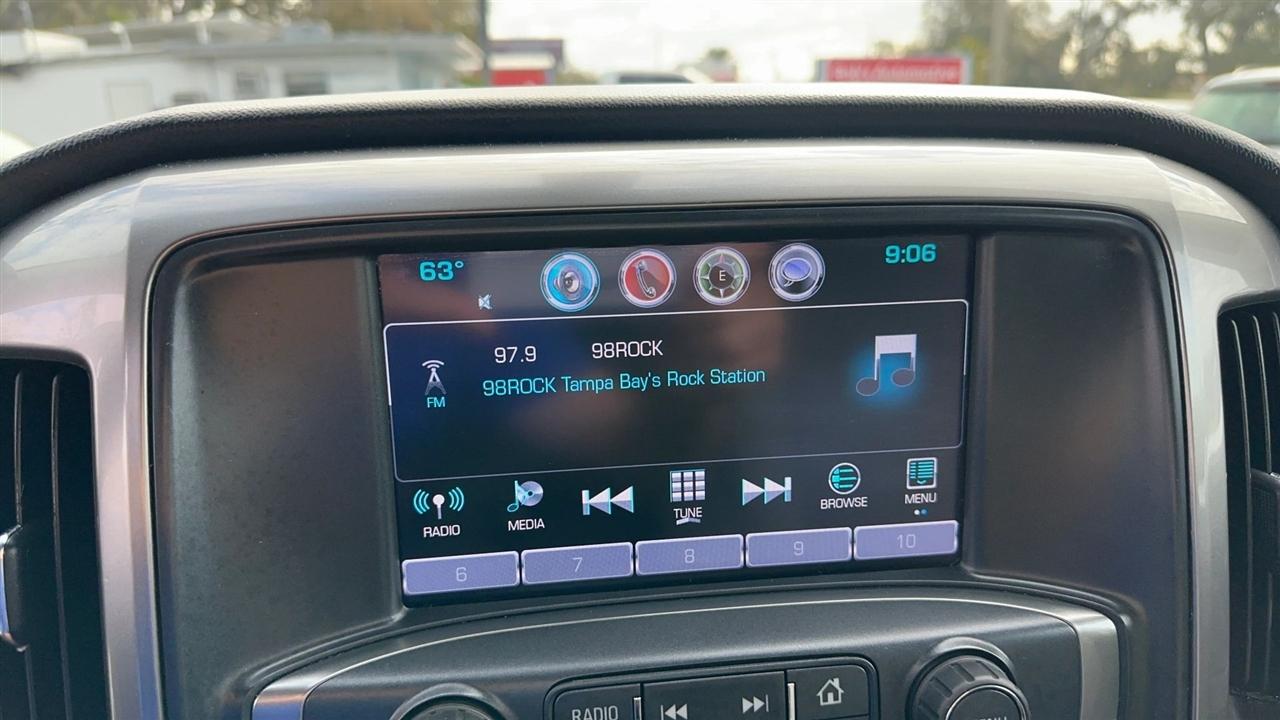 63° E 9:06
97.9 98ROCK
98ROCK Tampa Bay's Rock Station
FM
RADIO MEDIA TUNE BROWSE MENU
6 7 8 9 10
RADIO